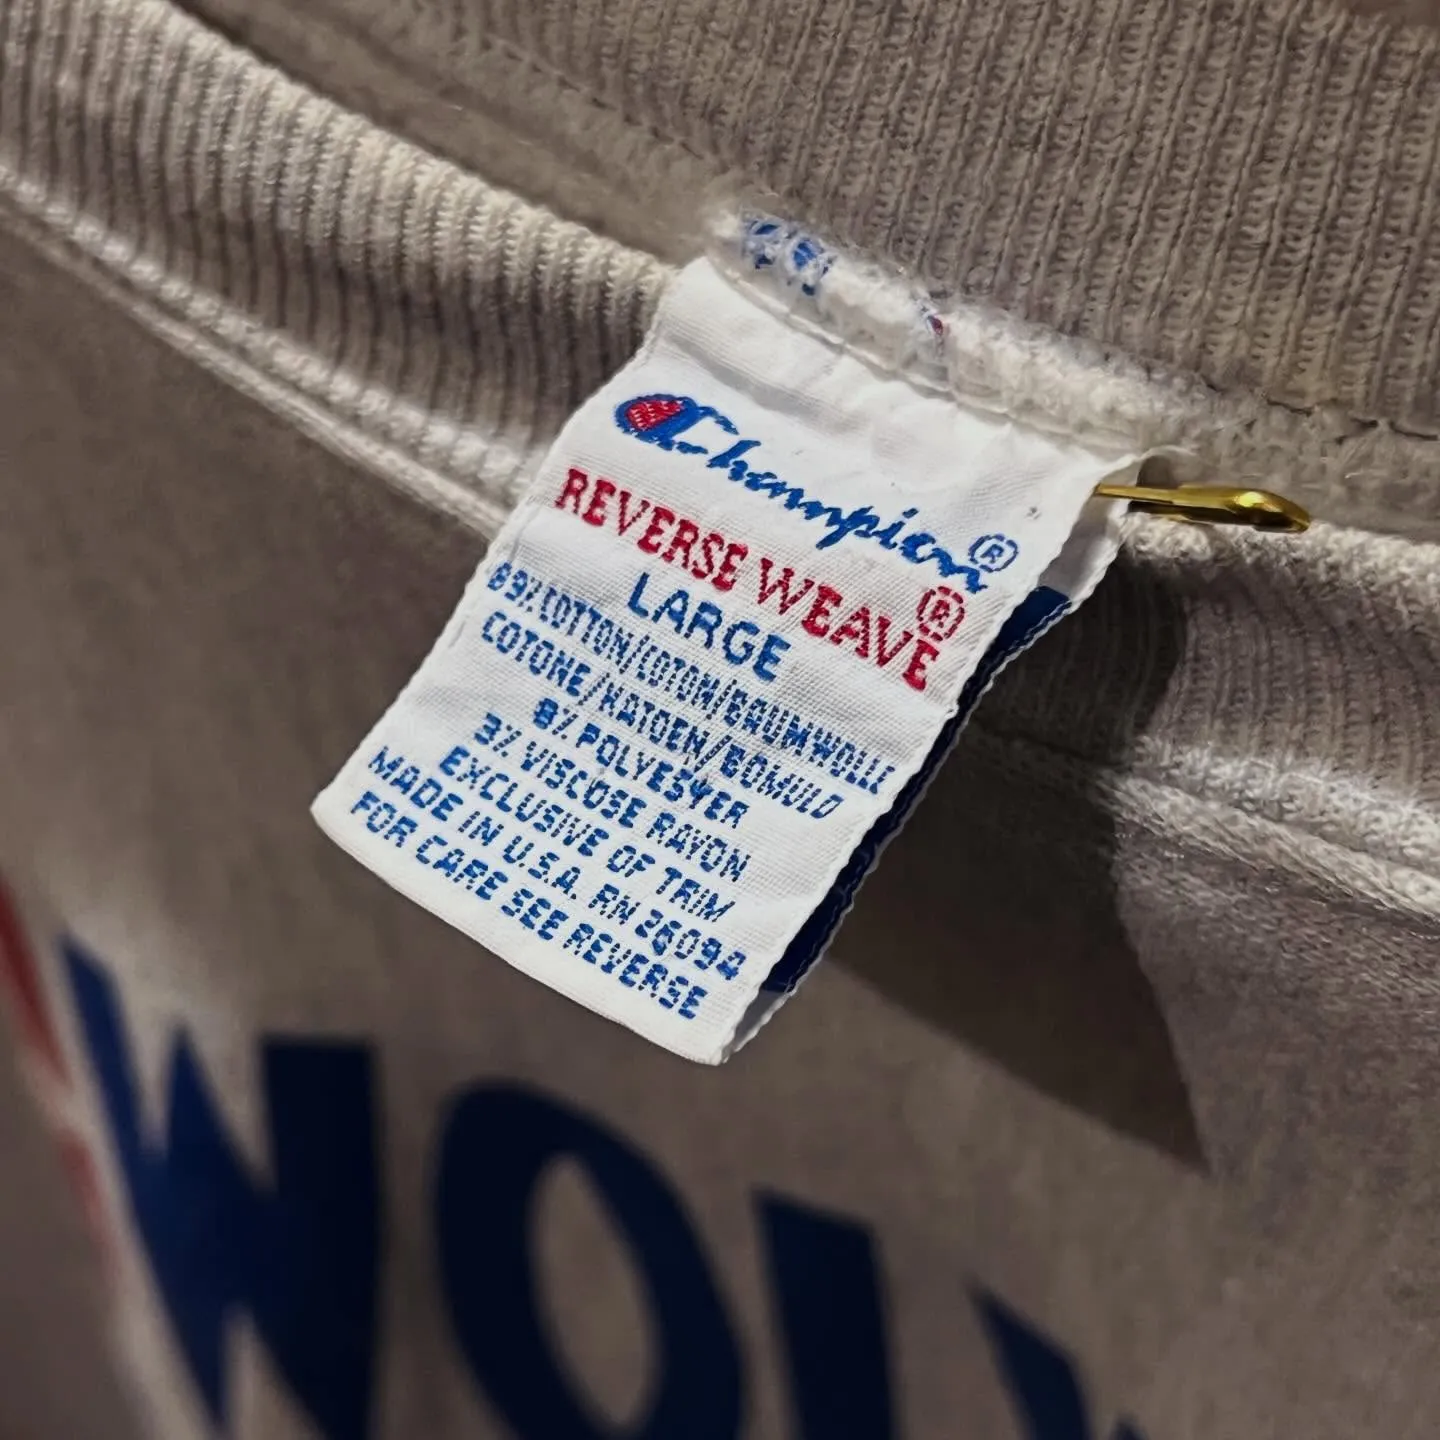 Champion®
REVERSE WEAVE®
LARGE
89% COTTON/COTON/BAUMWOLLE
COTONE/KATOEN/BOMULD
8% POLYESTER
3% VISCOSE RAYON
EXCLUSIVE OF TRIM
MADE IN U.S.A. RN 26094
FOR CARE SEE REVERSE
WOM